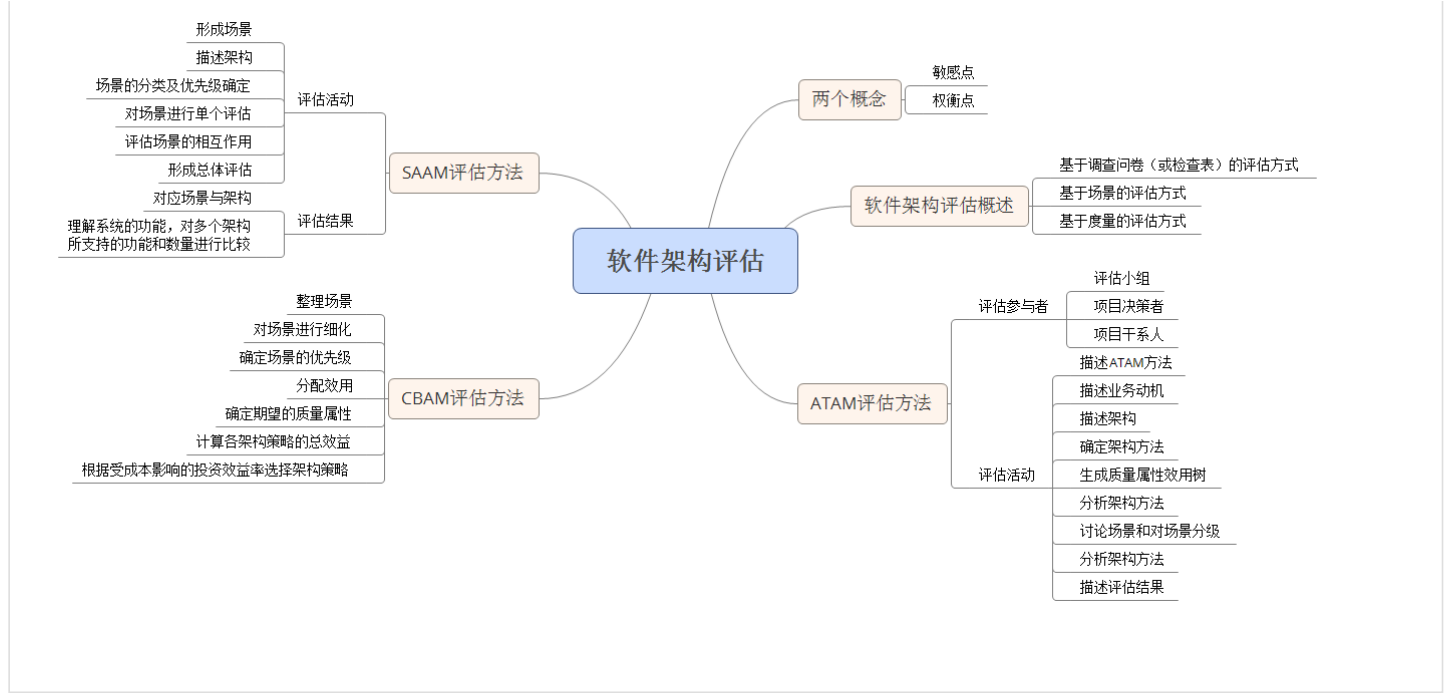 软件架构评估
两个概念
敏感点
权衡点
软件架构评估概述
基于调查问卷（或检查表）的评估方式
基于场景的评估方式
基于度量的评估方式
ATAM评估方法
评估参与者
评估小组
项目决策者
项目干系人
评估活动
描述ATAM方法
描述业务动机
描述架构
确定架构方法
生成质量属性效用树
分析架构方法
讨论场景和对场景分级
分析架构方法
描述评估结果
SAAM评估方法
评估活动
形成场景
描述架构
场景的分类及优先级确定
对场景进行单个评估
评估场景的相互作用
形成总体评估
评估结果
对应场景与架构
理解系统的功能，对多个架构
所支持的功能和数量进行比较
CBAM评估方法
整理场景
对场景进行细化
确定场景的优先级
分配效用
确定期望的质量属性
计算各架构策略的总效益
根据受成本影响的投资效益率选择架构策略